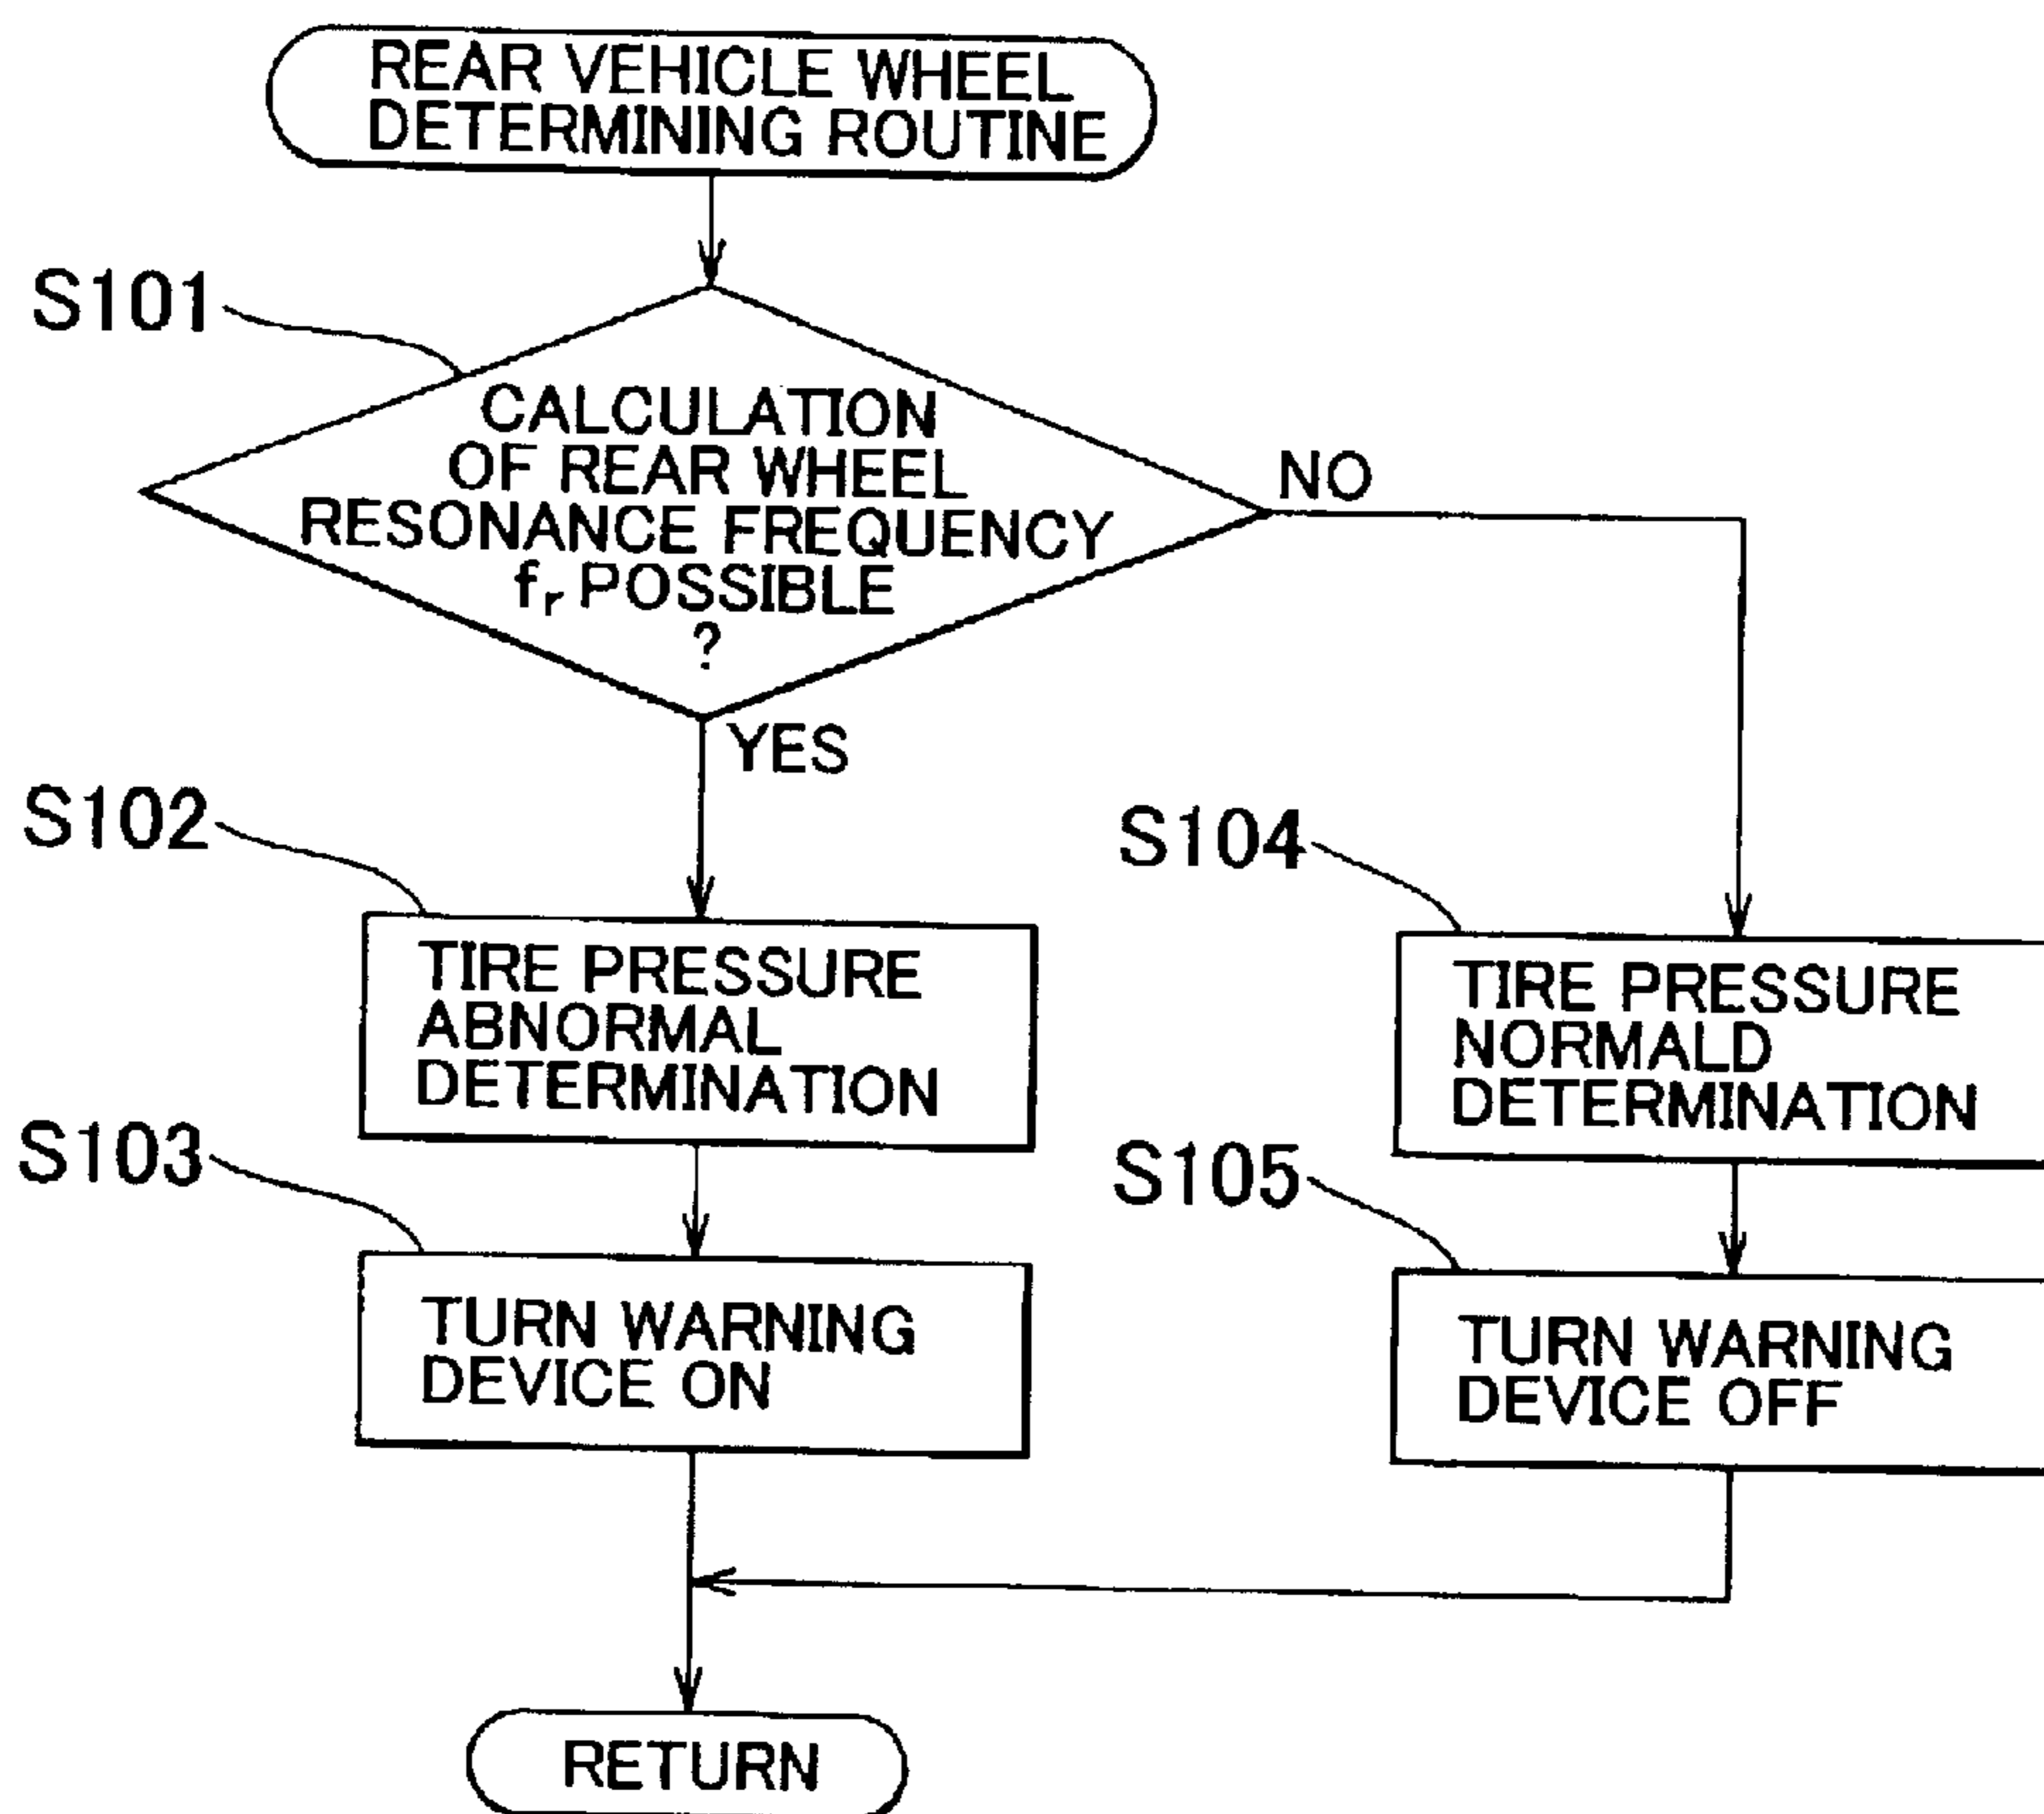 REAR VEHICLE WHEEL
DETERMINING ROUTINE
S101
CALCULATION
OF REAR WHEEL
RESONANCE FREQUENCY
fr POSSIBLE
?
NO
YES
S102
TIRE PRESSURE
ABNORMAL
DETERMINATION
S104
TIRE PRESSURE
NORMALD
DETERMINATION
S103
TURN WARNING
DEVICE ON
S105
TURN WARNING
DEVICE OFF
RETURN